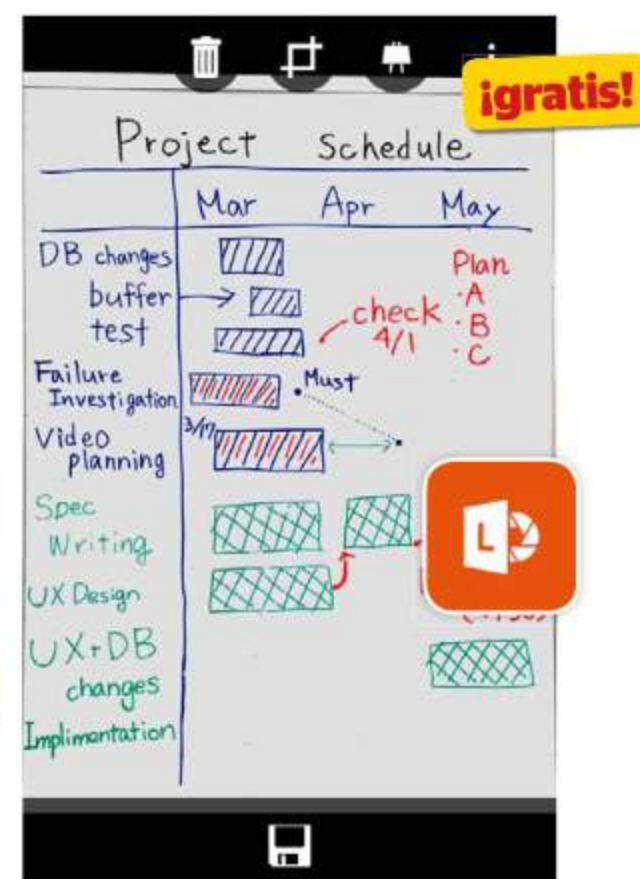 ¡gratis!
Project Schedule
Mar Apr May
DB changes
buffer
test
check
4/1
Plan
·A
·B
·C
Failure
Investigation
·Must
Video
planning
3/17
Spec
Writing
L
UX Design
UX+DB
changes
Implimentation